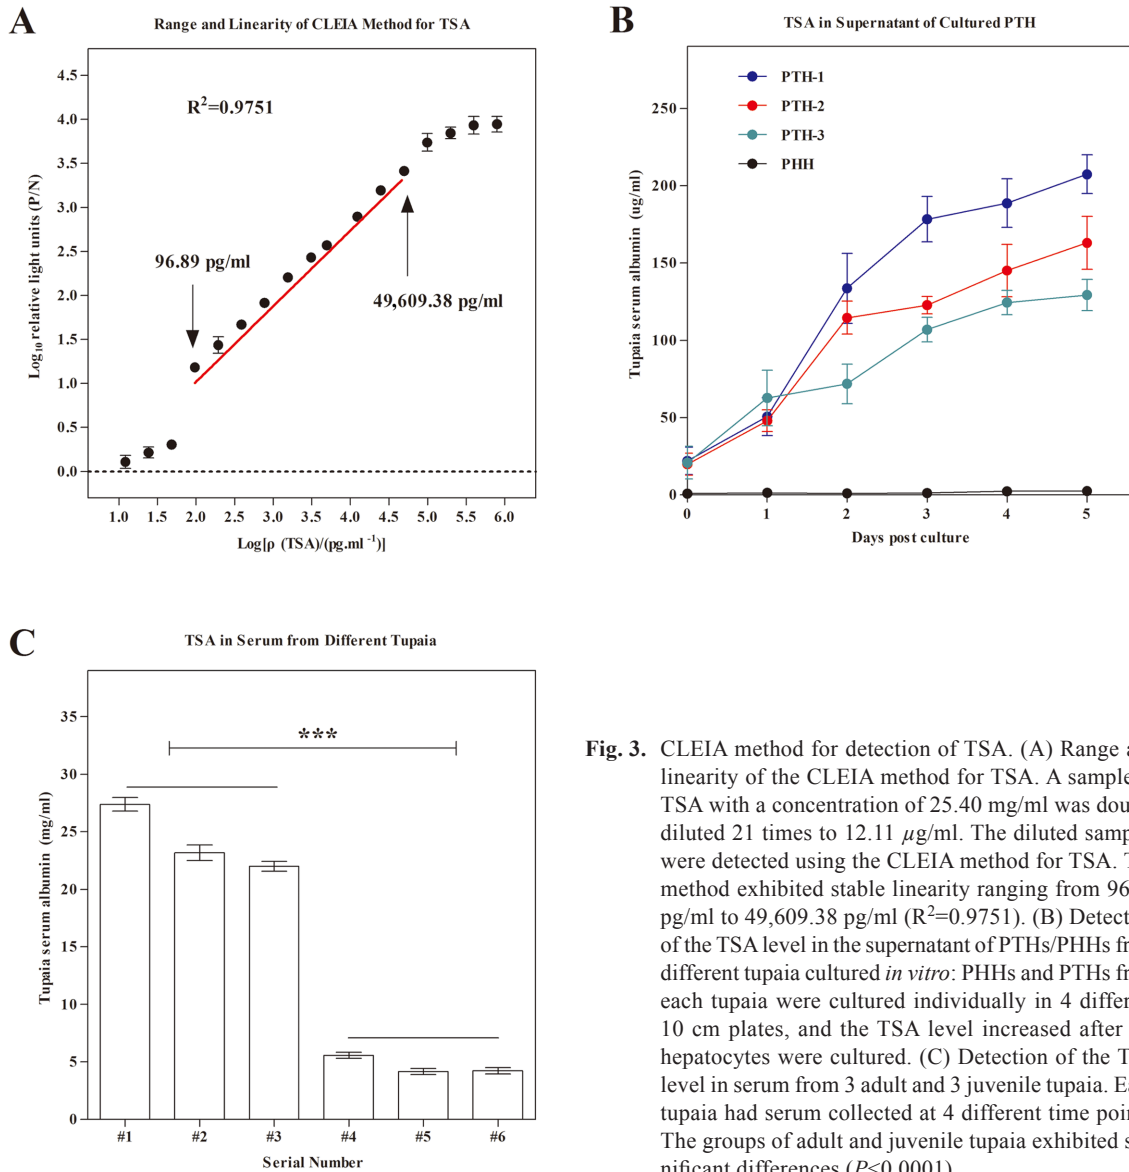 A
Range and Linearity of CLEIA Method for TSA
R²=0.9751
96.89 pg/ml
49,609.38 pg/ml
Log₁₀ relative light units (P/N)
4.5
4.0
3.5
3.0
2.5
2.0
1.5
1.0
0.5
0.0
1.0 1.5 2.0 2.5 3.0 3.5 4.0 4.5 5.0 5.5 6.0
Log[ρ (TSA)/(pg.ml⁻¹)]
B
TSA in Supernatant of Cultured PTH
PTH-1
PTH-2
PTH-3
PHH
Tupaia serum albumin (ug/ml)
250
200
150
100
50
0
0 1 2 3 4 5
Days post culture
C
TSA in Serum from Different Tupaia
***
Tupaia serum albumin (mg/ml)
35
30
25
20
15
10
5
0
#1 #2 #3 #4 #5 #6
Serial Number
Fig. 3. CLEIA method for detection of TSA. (A) Range a
linearity of the CLEIA method for TSA. A sample
TSA with a concentration of 25.40 mg/ml was dou
diluted 21 times to 12.11 µg/ml. The diluted samp
were detected using the CLEIA method for TSA. T
method exhibited stable linearity ranging from 96
pg/ml to 49,609.38 pg/ml (R²=0.9751). (B) Detect
of the TSA level in the supernatant of PTHs/PHHs fr
different tupaia cultured in vitro: PHHs and PTHs fr
each tupaia were cultured individually in 4 differ
10 cm plates, and the TSA level increased after
hepatocytes were cultured. (C) Detection of the T
level in serum from 3 adult and 3 juvenile tupaia. Ea
tupaia had serum collected at 4 different time poin
The groups of adult and juvenile tupaia exhibited s
nificant differences (P<0.0001).